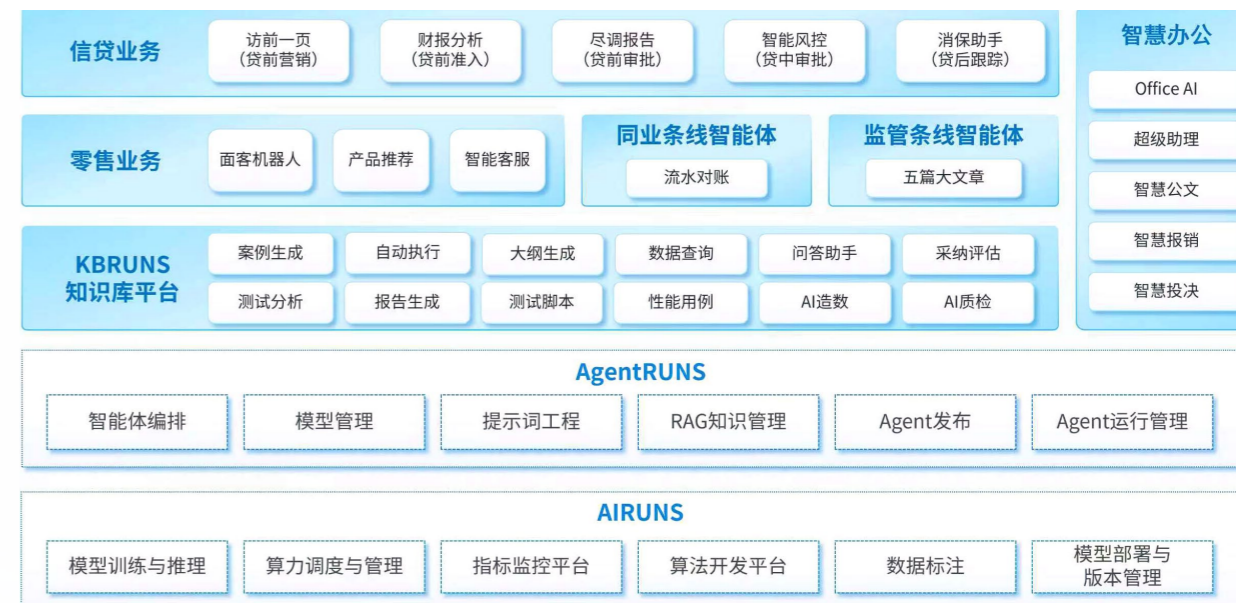 信贷业务
访前一页
（贷前营销）
财报分析
（贷前准入）
尽调报告
（贷前审批）
智能风控
（贷中审批）
消保助手
（贷后跟踪）
零售业务
面客机器人
产品推荐
智能客服
同业条线智能体
流水对账
监管条线智能体
五篇大文章
KBRUNS
知识库平台
案例生成
自动执行
大纲生成
数据查询
问答助手
采纳评估
测试分析
报告生成
测试脚本
性能用例
AI造数
AI质检
智慧办公
Office AI
超级助理
智慧公文
智慧报销
智慧投决
AgentRUNS
智能体编排
模型管理
提示词工程
RAG知识管理
Agent发布
Agent运行管理
AIRUNS
模型训练与推理
算力调度与管理
指标监控平台
算法开发平台
数据标注
模型部署与
版本管理